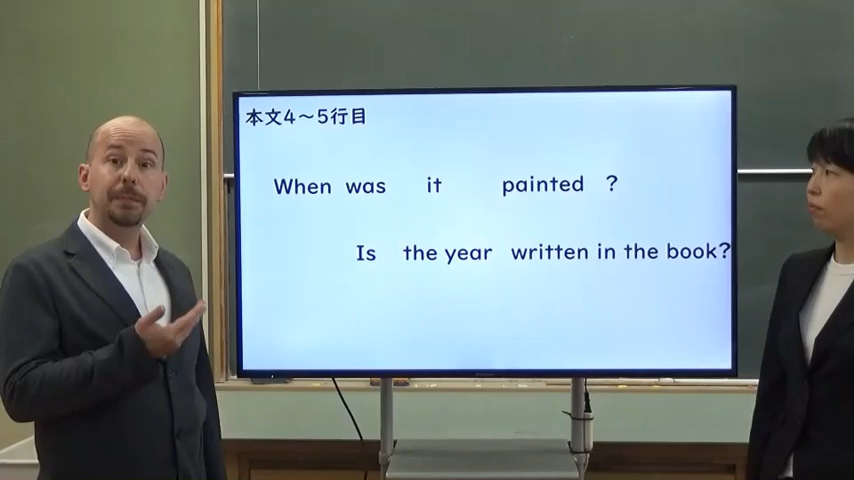 本文4～5行目
When was it painted ?
Is the year written in the book?